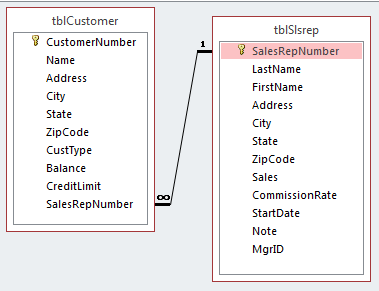 tblCustomer
CustomerNumber
Name
Address
City
State
ZipCode
CustType
Balance
CreditLimit
SalesRepNumber
∞
1
tblSlsrep
SalesRepNumber
LastName
FirstName
Address
City
State
ZipCode
Sales
CommissionRate
StartDate
Note
MgrID